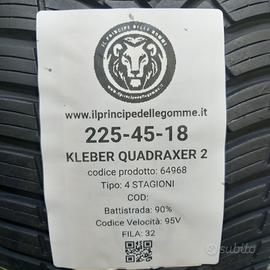 IL PRINCIPE DELLE GOMME
www.ilprincipedellegomme.it
225-45-18
KLEBER QUADRAXER 2
codice prodotto: 64968
Tipo: 4 STAGIONI
COD:
Battistrada: 90%
Codice Velocità: 95V
FILA: 32
subito